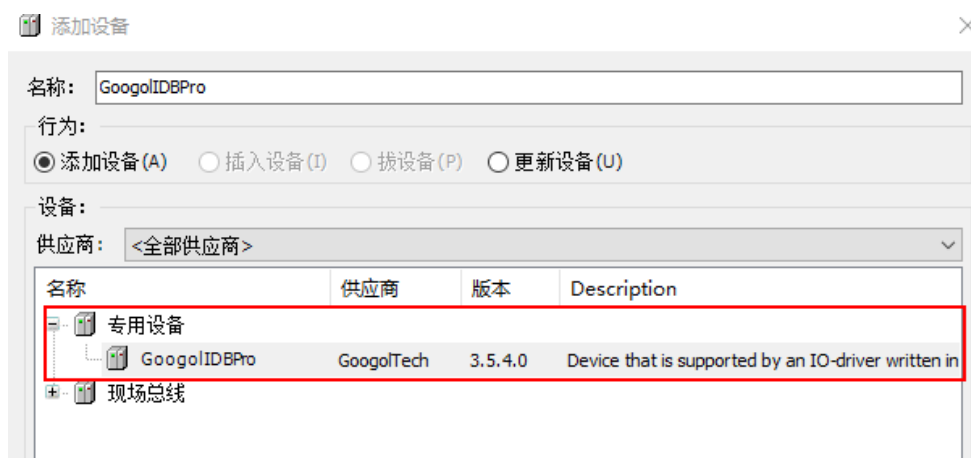 添加设备
名称: GoogolIDBPro
行为:
添加设备(A) 插入设备(I) 拔设备(P) 更新设备(U)
设备:
供应商: <全部供应商>
名称 供应商 版本 Description
专用设备
GoogolIDBPro GoogolTech 3.5.4.0 Device that is supported by an IO-driver written in
现场总线